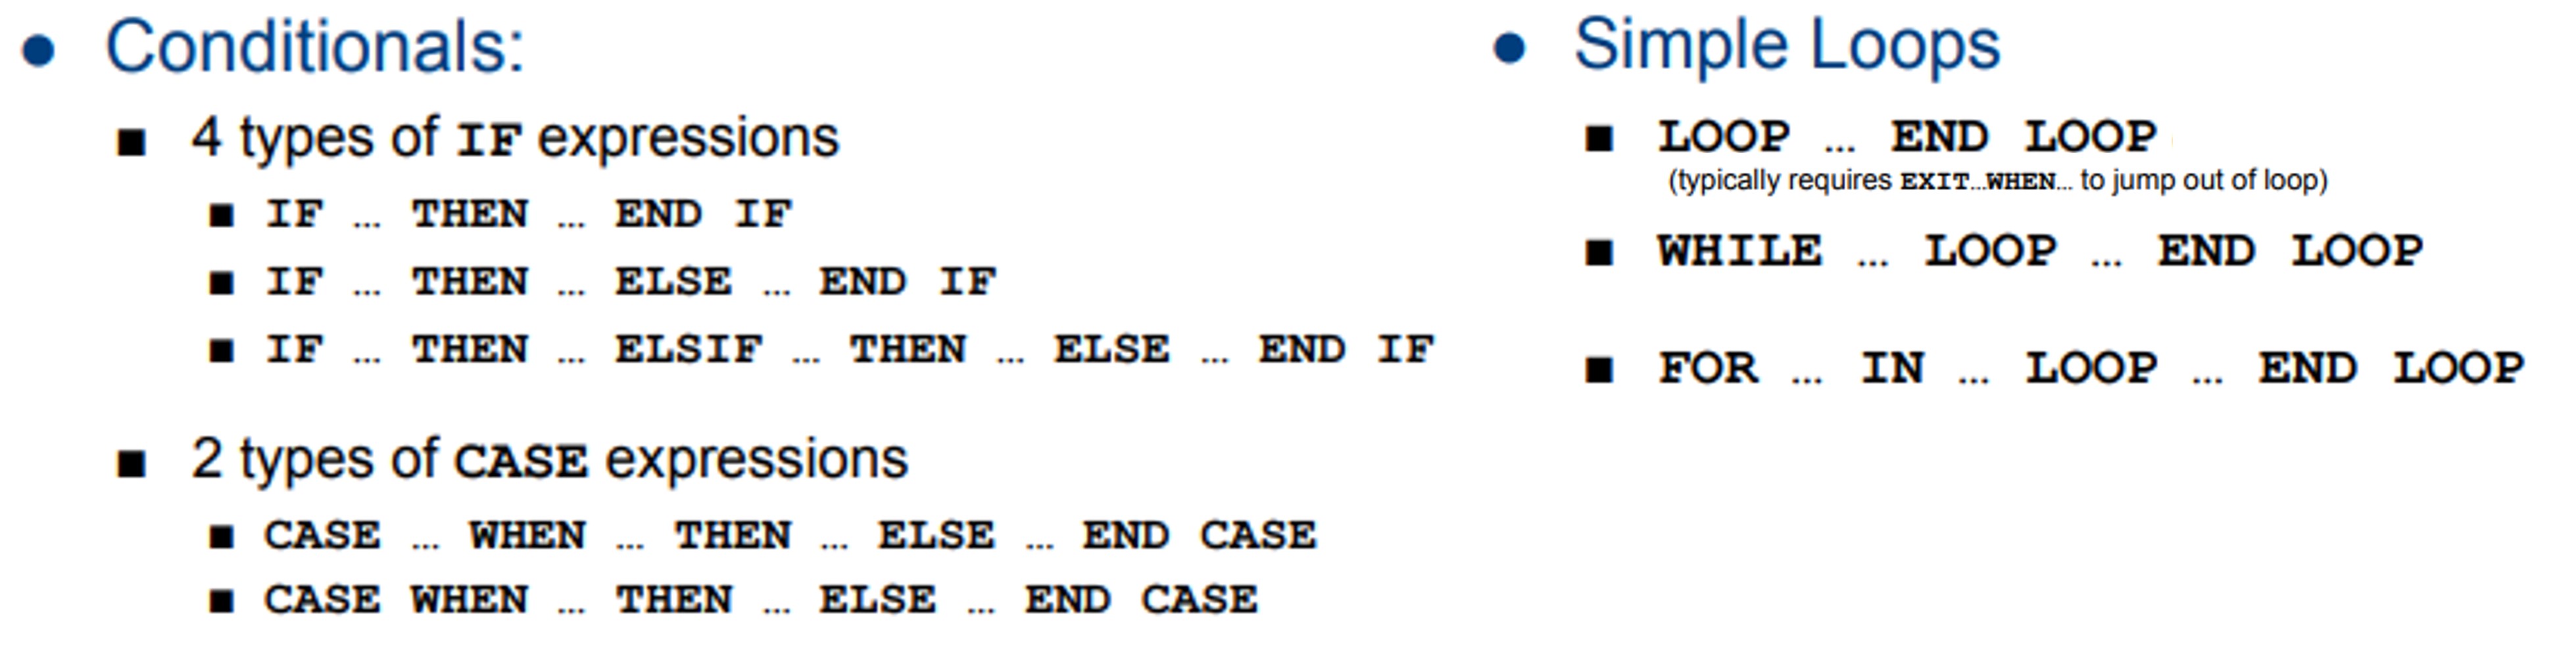 Conditionals:
4 types of IF expressions
IF … THEN … END IF
IF … THEN … ELSE … END IF
IF … THEN … ELSIF … THEN … ELSE … END IF
2 types of CASE expressions
CASE … WHEN … THEN … ELSE … END CASE
CASE WHEN … THEN … ELSE … END CASE
Simple Loops
LOOP … END LOOP
(typically requires EXIT…WHEN… to jump out of loop)
WHILE … LOOP … END LOOP
FOR … IN … LOOP … END LOOP